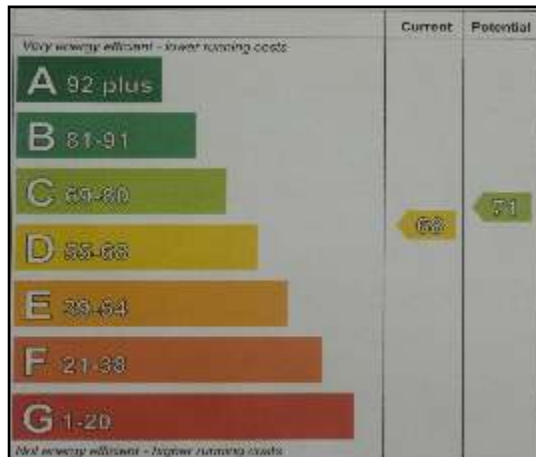 Current Potential
Very energy efficient - lower running costs
A 92 plus
B 81-91
C 69-80
D 55-68
E 39-54
F 21-38
G 1-20
68
71
Not energy efficient - higher running costs